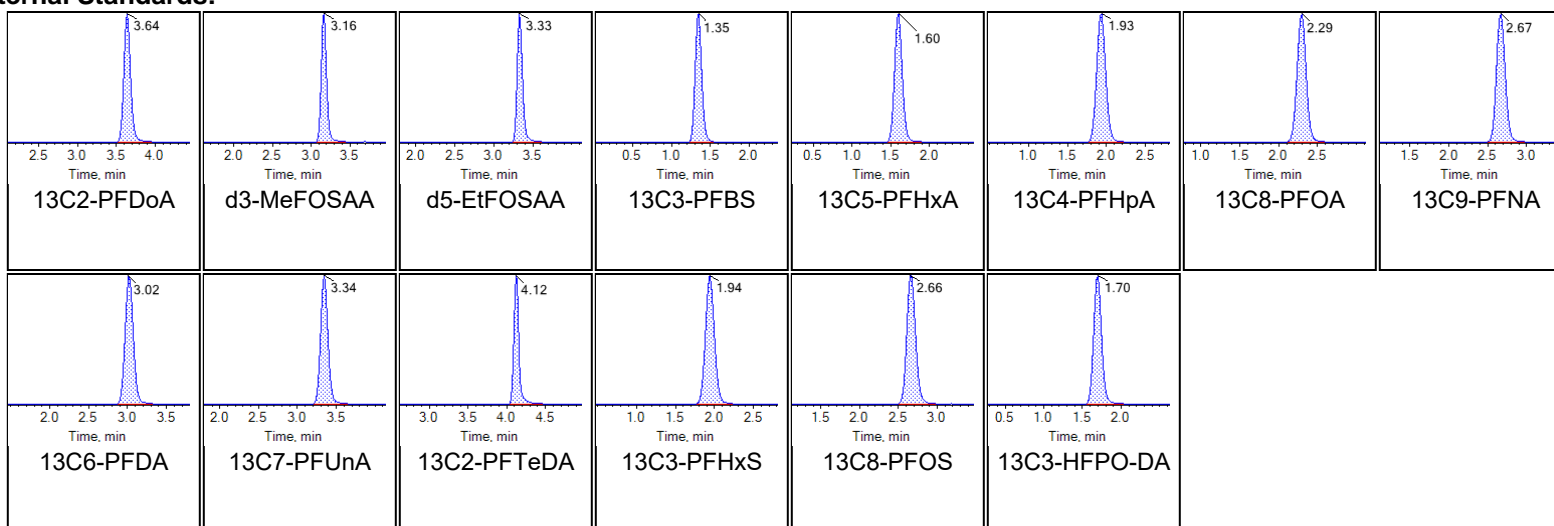 ternal Standards:
3.64
2.5 3.0 3.5 4.0
Time, min
13C2-PFDoA
3.16
2.0 2.5 3.0 3.5
Time, min
d3-MeFOSAA
3.33
2.0 2.5 3.0 3.5
Time, min
d5-EtFOSAA
1.35
0.5 1.0 1.5 2.0
Time, min
13C3-PFBS
1.60
0.5 1.0 1.5 2.0
Time, min
13C5-PFHxA
1.93
1.0 1.5 2.0 2.5
Time, min
13C4-PFHpA
2.29
1.0 1.5 2.0 2.5
Time, min
13C8-PFOA
2.67
1.5 2.0 2.5 3.0
Time, min
13C9-PFNA
3.02
2.0 2.5 3.0 3.5
Time, min
13C6-PFDA
3.34
2.0 2.5 3.0 3.5
Time, min
13C7-PFUnA
4.12
3.0 3.5 4.0 4.5
Time, min
13C2-PFTeDA
1.94
1.0 1.5 2.0 2.5
Time, min
13C3-PFHxS
2.66
1.5 2.0 2.5 3.0
Time, min
13C8-PFOS
1.70
0.5 1.0 1.5 2.0
Time, min
13C3-HFPO-DA